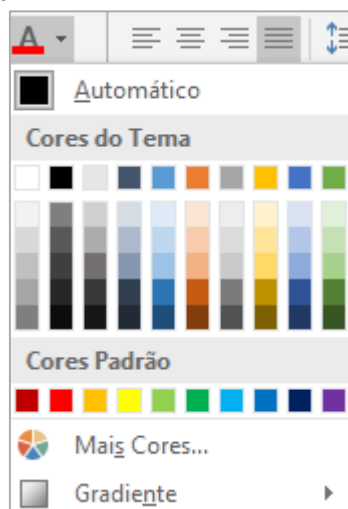 A
Automático
Cores do Tema
Cores Padrão
Mais Cores...
Gradiente